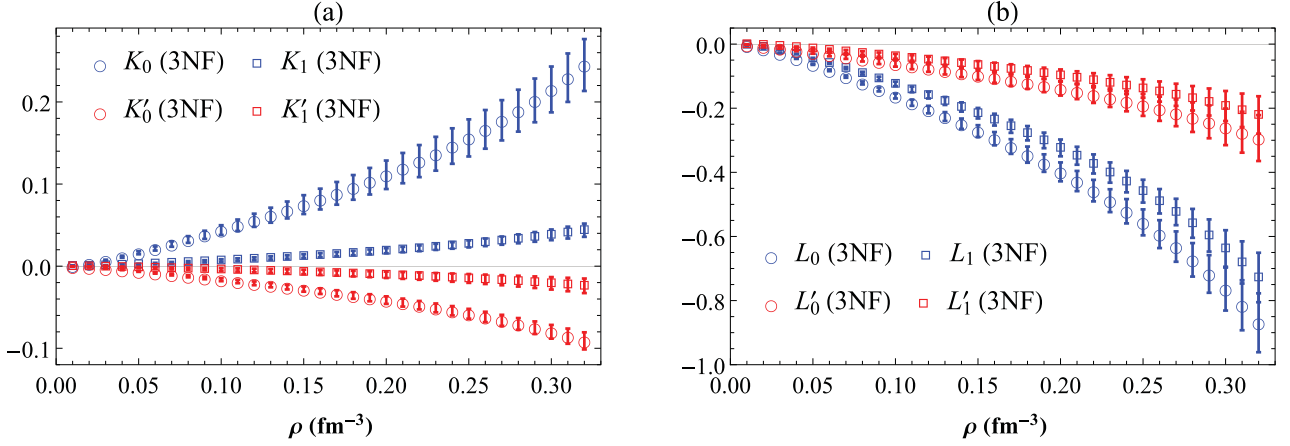 (a)
K₀ (3NF) K₁ (3NF)
K′₀ (3NF) K′₁ (3NF)
0.2
0.1
0.0
−0.1
0.00 0.05 0.10 0.15 0.20 0.25 0.30
ρ (fm⁻³)
(b)
0.0
−0.2
−0.4
−0.6
−0.8
−1.0
L₀ (3NF) L₁ (3NF)
L′₀ (3NF) L′₁ (3NF)
0.00 0.05 0.10 0.15 0.20 0.25 0.30
ρ (fm⁻³)